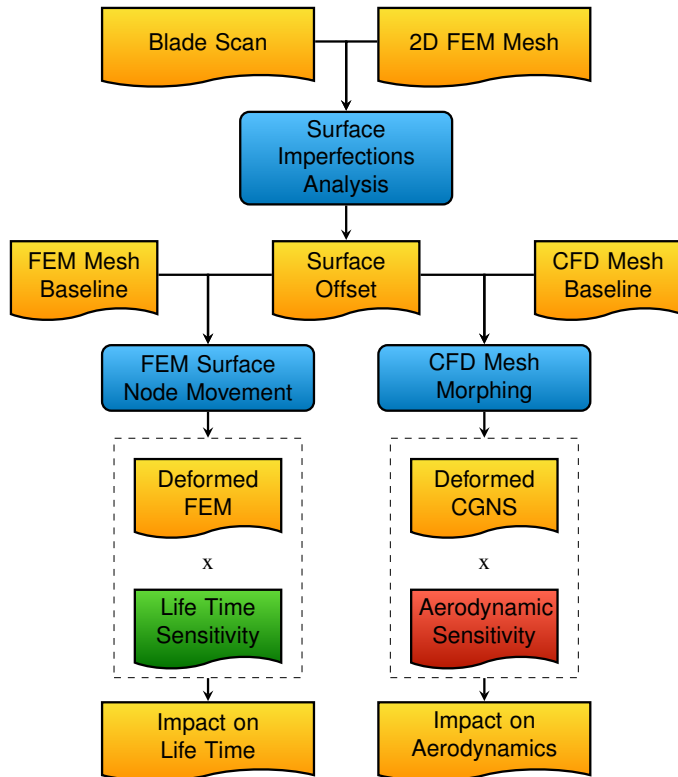 Blade Scan
2D FEM Mesh
Surface
Imperfections
Analysis
FEM Mesh
Baseline
Surface
Offset
CFD Mesh
Baseline
FEM Surface
Node Movement
CFD Mesh
Morphing
Deformed
FEM
x
Life Time
Sensitivity
Deformed
CGNS
x
Aerodynamic
Sensitivity
Impact on
Life Time
Impact on
Aerodynamics